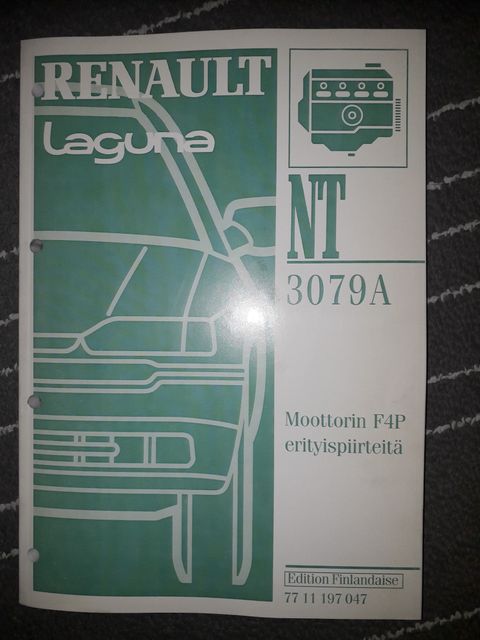 RENAULT
Laguna
NT
3079A
Moottorin F4P
erityispiirteitä
Edition Finlandaise
77 11 197 047